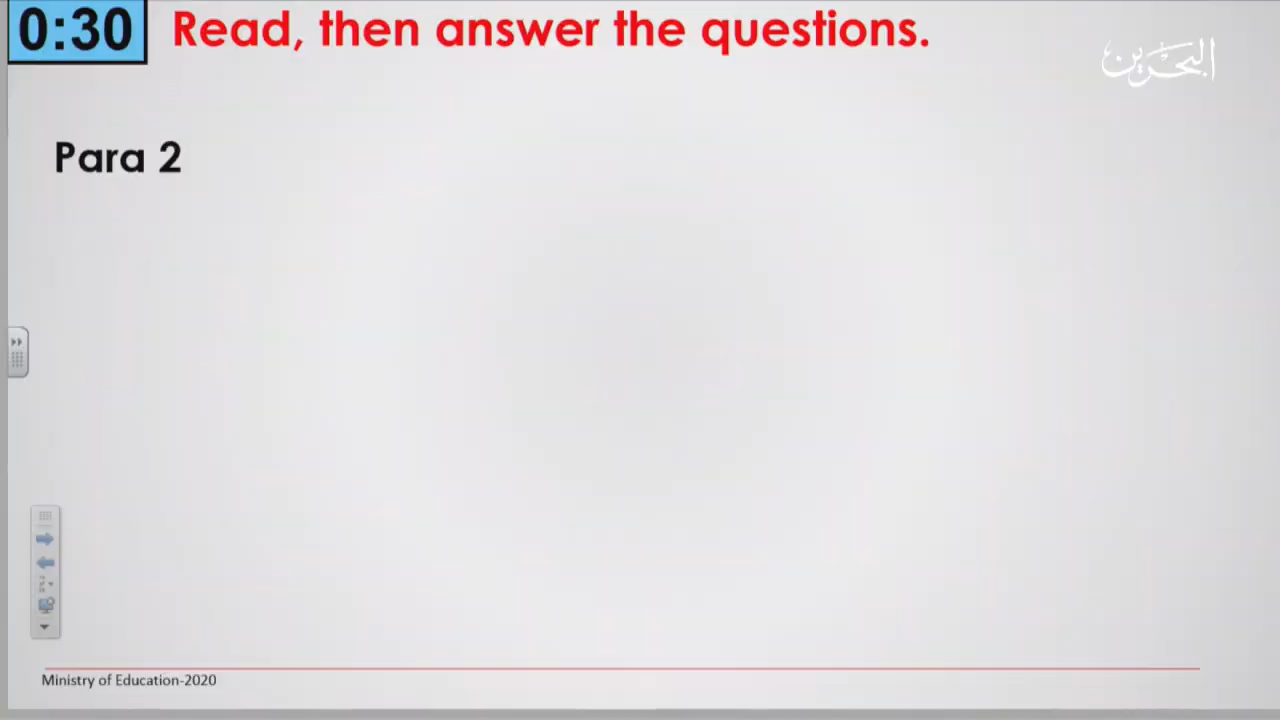 0:30
Read, then answer the questions.
البحرين
Para 2
Ministry of Education-2020